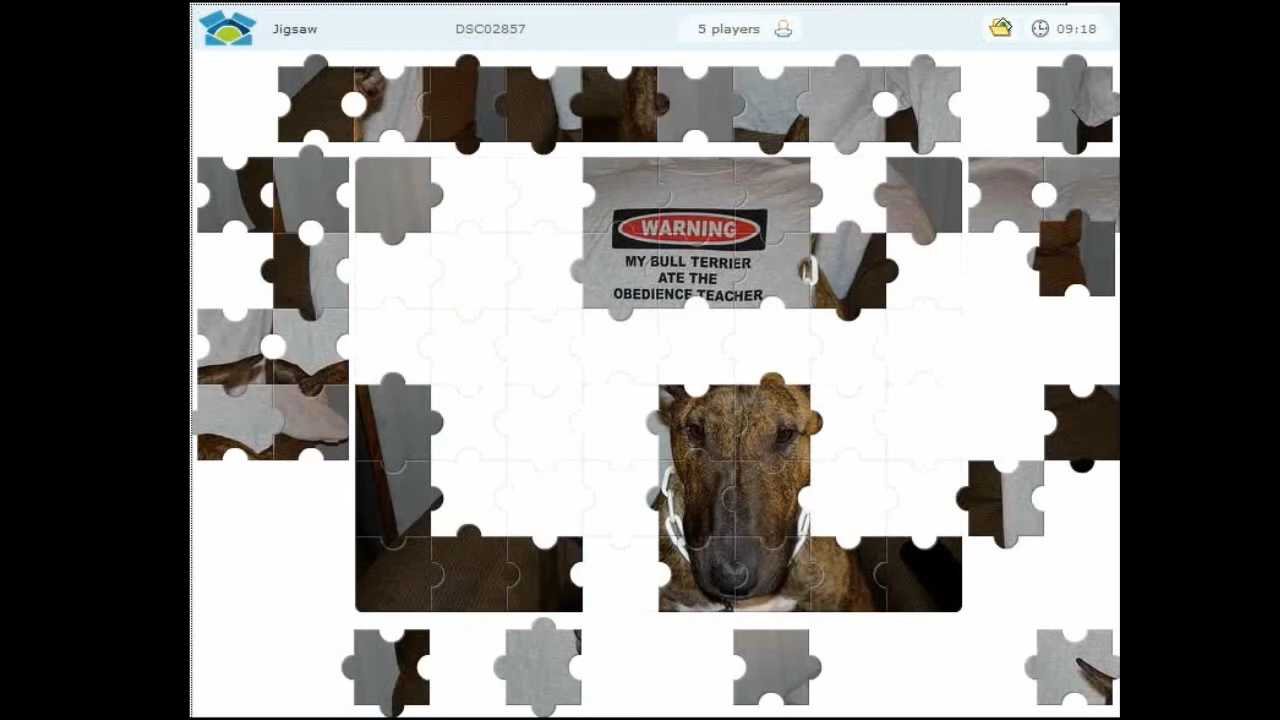 Jigsaw
DSC02857
5 players
09:18
WARNING
MY BULL TERRIER
ATE THE
OBEDIENCE TEACHER